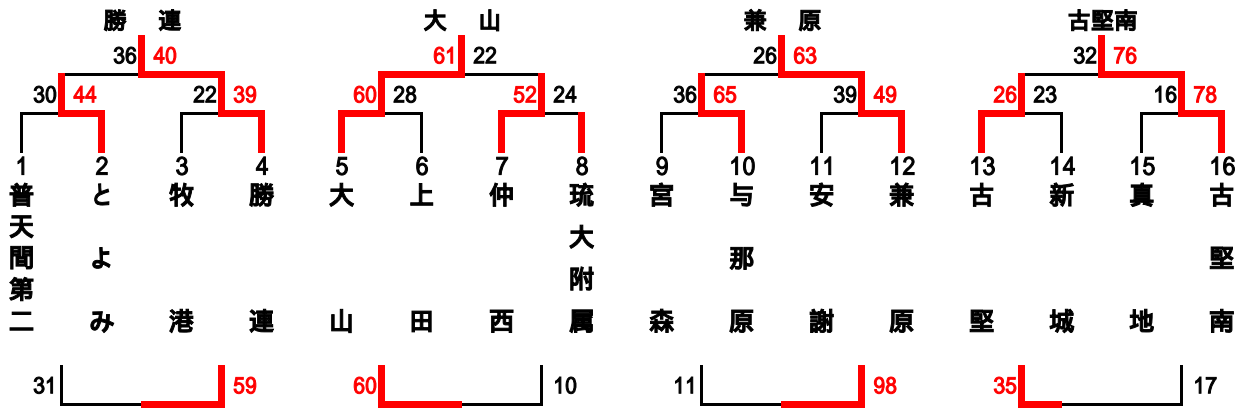 勝連 大山 兼原 古堅南
36 40 61 22 26 63 32 76
30 44 22 39 60 28 52 24 36 65 39 49 26 23 16 78
1 2 3 4 5 6 7 8 9 10 11 12 13 14 15 16
普天間第二
とよみ
牧港
勝連
大山
上田
仲西
琉大附属
宮森
与那原
安謝
兼原
古堅
新城
真地
古堅南
31 59 60 10 11 98 35 17